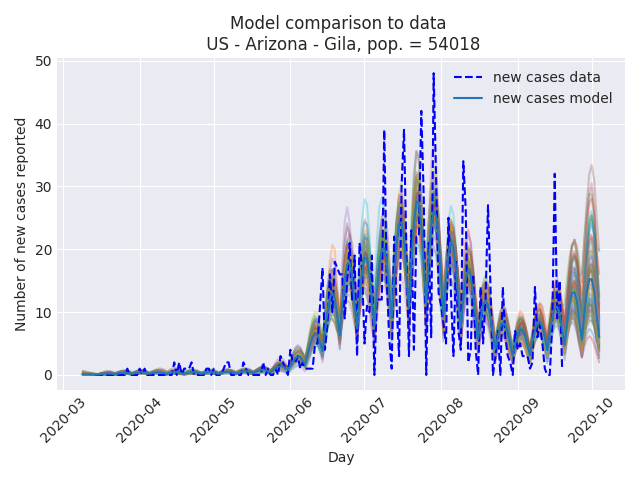 Model comparison to data
US - Arizona - Gila, pop. = 54018
Number of new cases reported
50
40
30
20
10
0
new cases data
new cases model
2020-03
2020-04
2020-05
2020-06
2020-07
2020-08
2020-09
2020-10
Day